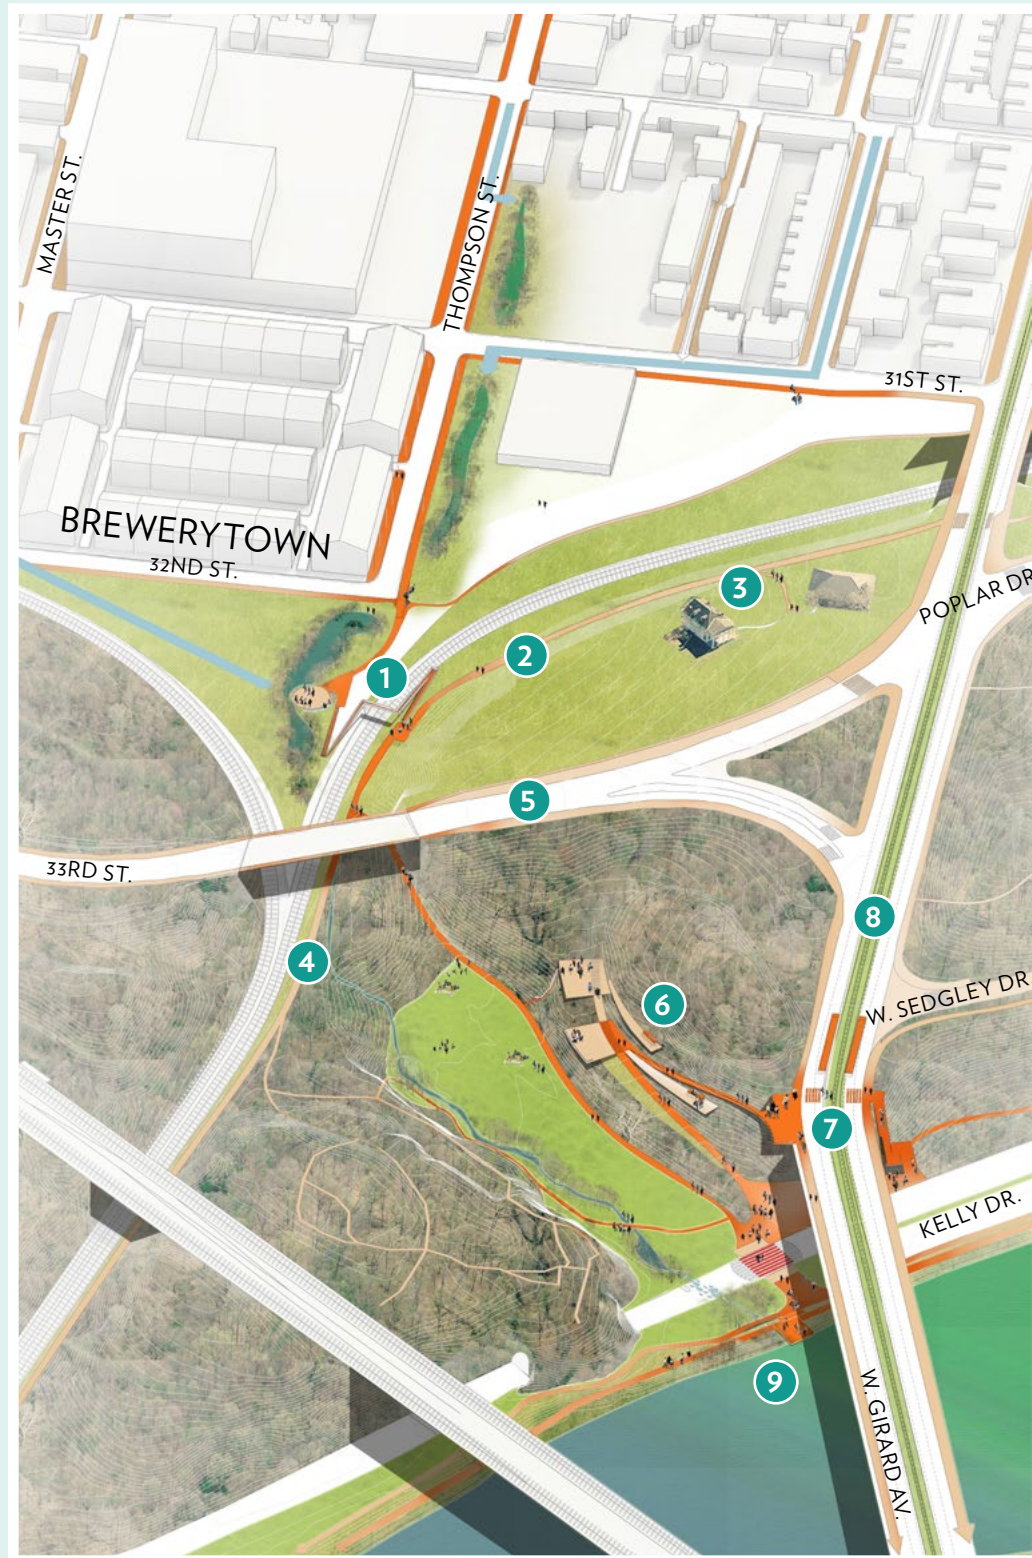 MASTER ST.
THOMPSON ST.
31ST ST.
BREWERYTOWN
32ND ST.
POPLAR DR
3
2
1
5
33RD ST.
8
4
W. SEDGLEY DR
6
7
KELLY DR.
9
W. GIRARD AV.